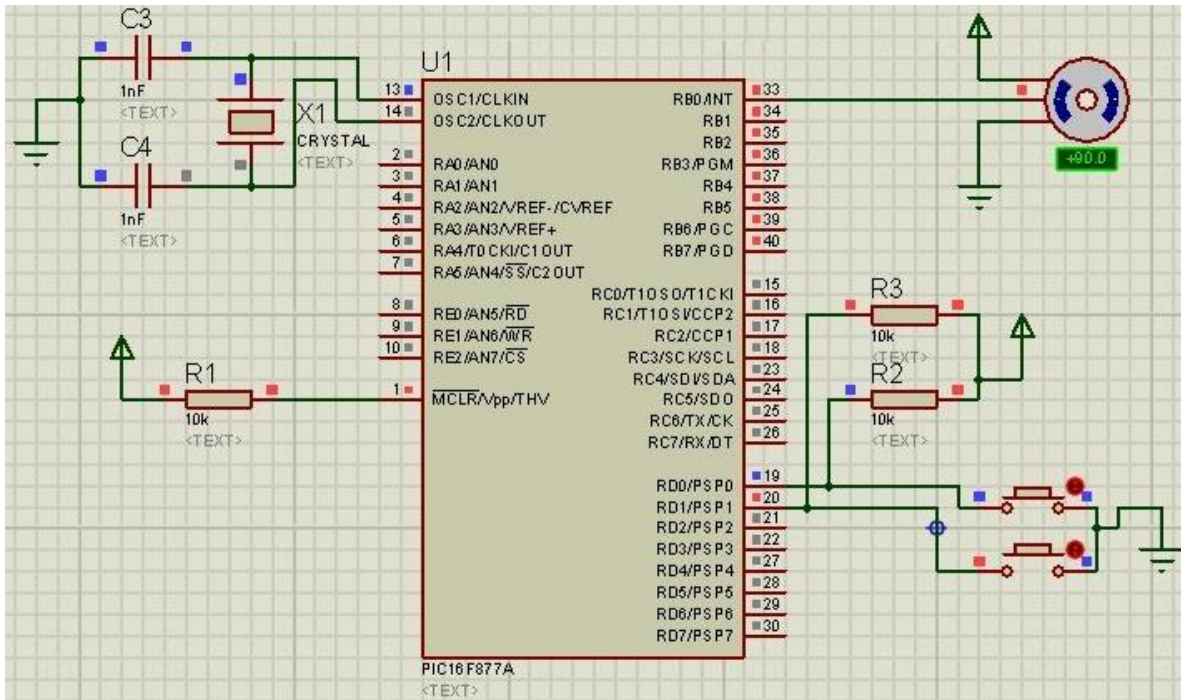 C3
1nF
<TEXT>
C4
1nF
<TEXT>
X1
CRYSTAL
<TEXT>
R1
10k
<TEXT>
U1
13 OSC1/CLKIN
14 OSC2/CLKOUT
2 RA0/AN0
3 RA1/AN1
4 RA2/AN2/VREF-/CVREF
5 RA3/AN3/VREF+
6 RA4/T0CKI/C1OUT
7 RA5/AN4/SS/C2OUT
8 RE0/AN5/RD
9 RE1/AN6/WR
10 RE2/AN7/CS
1 MCLR/Vpp/THV
RB0/INT 33
RB1 34
RB2 35
RB3/PGM 36
RB4 37
RB5 38
RB6/PGC 39
RB7/PGD 40
RC0/T1OSO/T1CKI 15
RC1/T1OSI/CCP2 16
RC2/CCP1 17
RC3/SCK/SCL 18
RC4/SDI/SDA 23
RC5/SDO 24
RC6/TX/CK 25
RC7/RX/DT 26
RD0/PSP0 19
RD1/PSP1 20
RD2/PSP2 21
RD3/PSP3 22
RD4/PSP4 27
RD5/PSP5 28
RD6/PSP6 29
RD7/PSP7 30
PIC16F877A
<TEXT>
+90.0
R3
10k
<TEXT>
R2
10k
<TEXT>